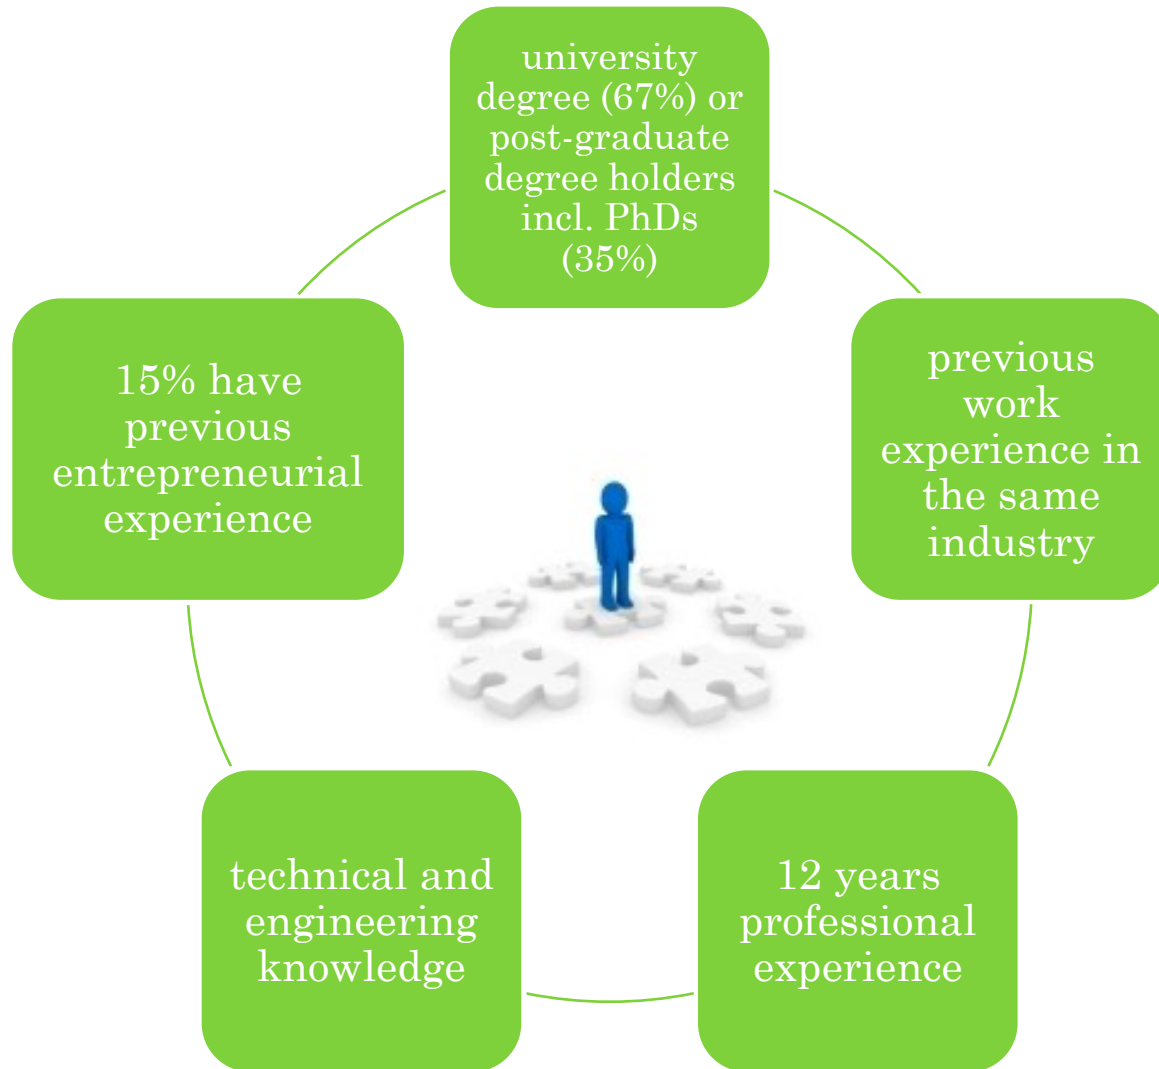 university
degree (67%) or
post-graduate
degree holders
incl. PhDs
(35%)
previous
work
experience in
the same
industry
12 years
professional
experience
technical and
engineering
knowledge
15% have
previous
entrepreneurial
experience